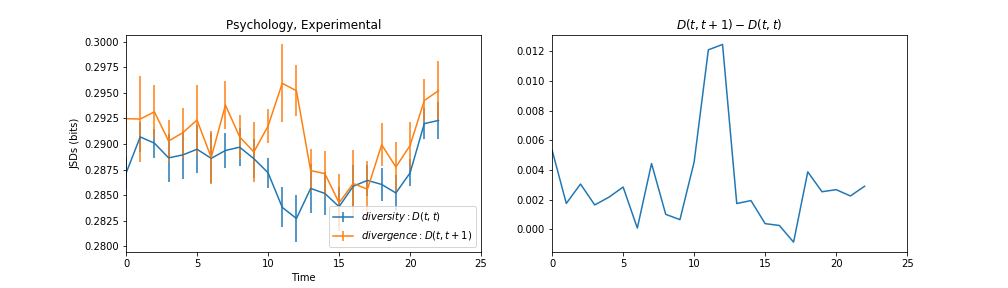 Psychology, Experimental
JSDs (bits)
0.3000
0.2975
0.2950
0.2925
0.2900
0.2875
0.2850
0.2825
0.2800
0 5 10 15 20 25
Time
diversity : D(t, t)
divergence : D(t, t + 1)
D(t, t + 1) − D(t, t)
0.012
0.010
0.008
0.006
0.004
0.002
0.000
0 5 10 15 20 25